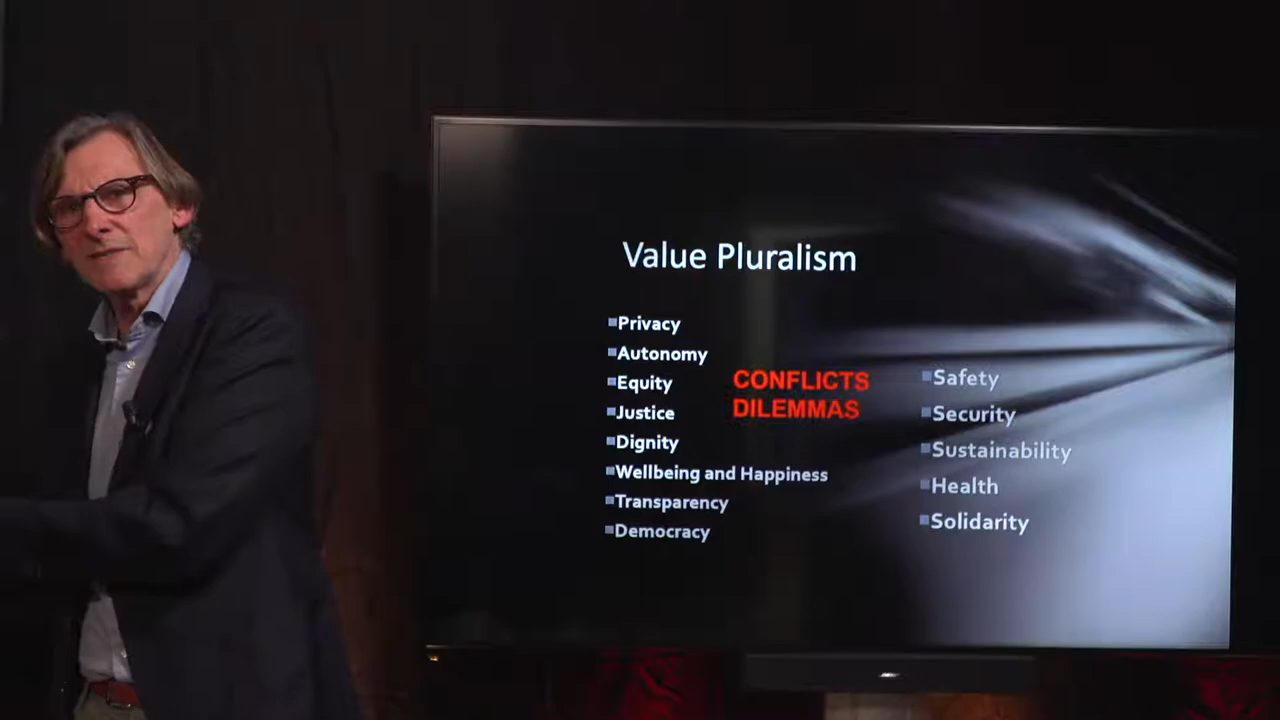 Value Pluralism
Privacy
Autonomy
Equity
Justice
Dignity
Wellbeing and Happiness
Transparency
Democracy
CONFLICTS
DILEMMAS
Safety
Security
Sustainability
Health
Solidarity